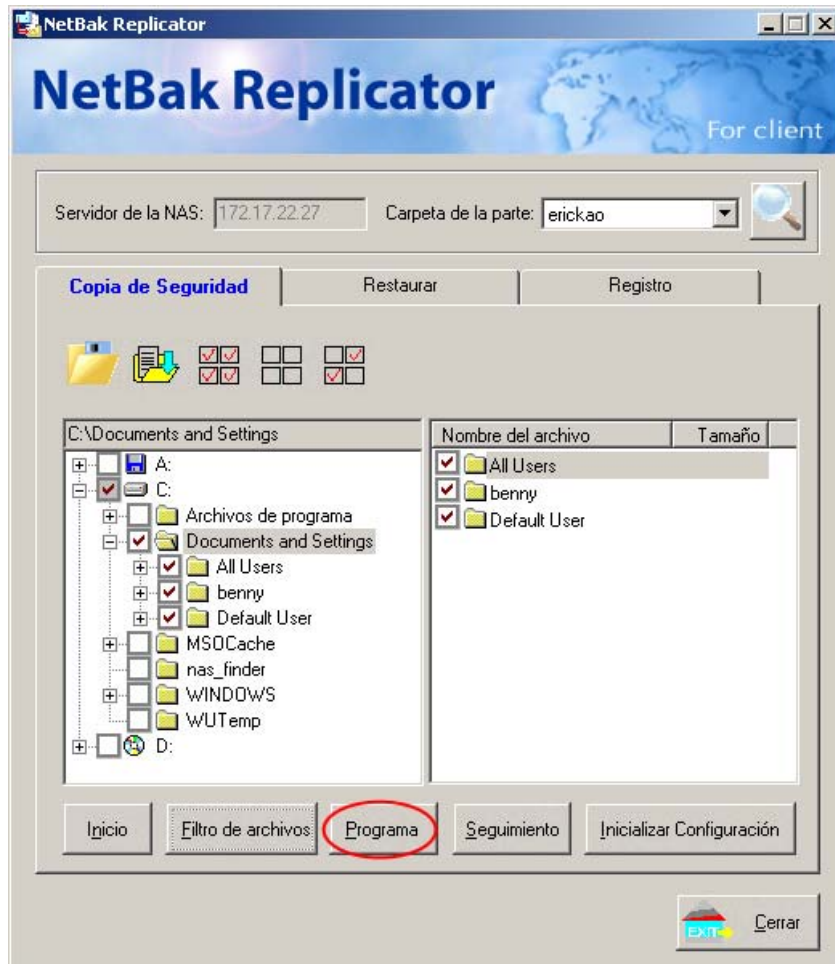 NetBak Replicator
NetBak Replicator
For client
Servidor de la NAS: 172.17.22.27 Carpeta de la parte: erickao
Copia de Seguridad Restaurar Registro
C:\Documents and Settings
A:
C:
Archivos de programa
Documents and Settings
All Users
benny
Default User
MSOCache
nas_finder
WINDOWS
WUTemp
D:
Nombre del archivo Tamaño
All Users
benny
Default User
Inicio Filtro de archivos Programa Seguimiento Inicializar Configuración
EXIT Cerrar